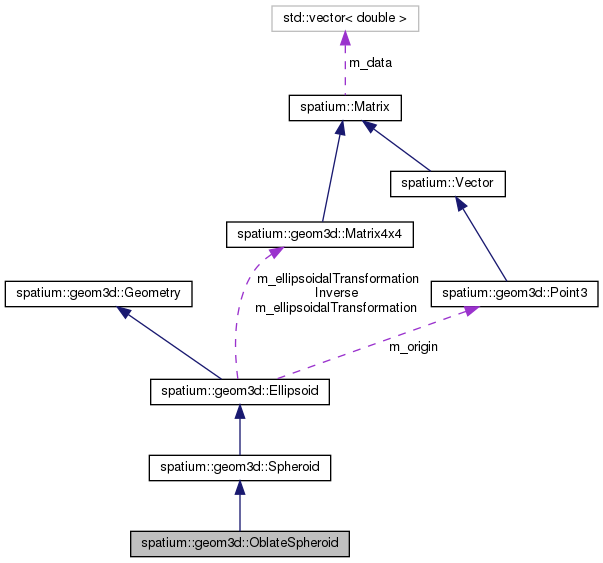 std::vector< double >
m_data
spatium::Matrix
spatium::Vector
spatium::geom3d::Matrix4x4
m_ellipsoidalTransformation
Inverse
m_ellipsoidalTransformation
spatium::geom3d::Geometry
spatium::geom3d::Point3
m_origin
spatium::geom3d::Ellipsoid
spatium::geom3d::Spheroid
spatium::geom3d::OblateSpheroid